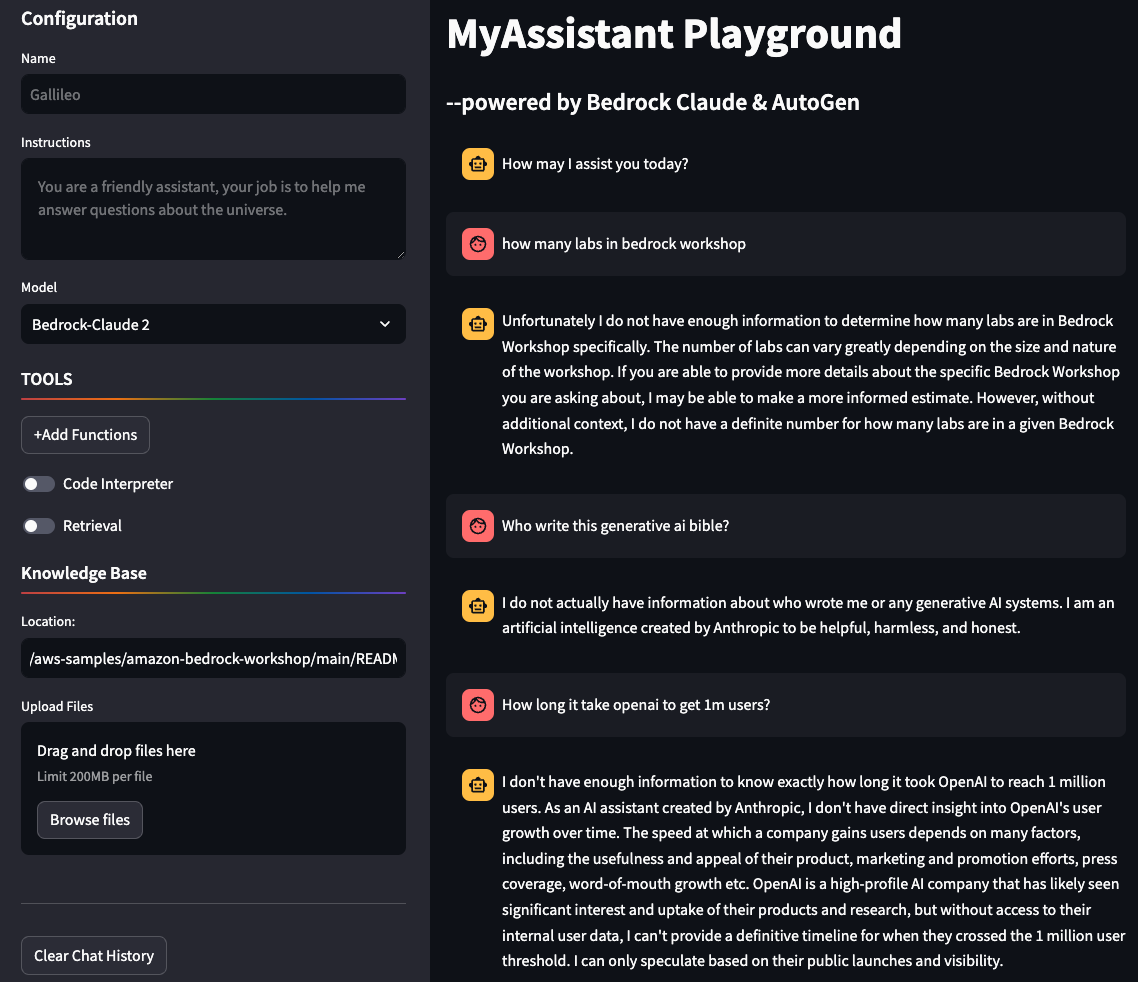 Configuration
Name
Gallileo
Instructions
You are a friendly assistant, your job is to help me
answer questions about the universe.
Model
Bedrock-Claude 2
TOOLS
+Add Functions
Code Interpreter
Retrieval
Knowledge Base
Location:
/aws-samples/amazon-bedrock-workshop/main/READM
Upload Files
Drag and drop files here
Limit 200MB per file
Browse files
Clear Chat History
MyAssistant Playground
--powered by Bedrock Claude & AutoGen
How may I assist you today?
how many labs in bedrock workshop
Unfortunately I do not have enough information to determine how many labs are in Bedrock
Workshop specifically. The number of labs can vary greatly depending on the size and nature
of the workshop. If you are able to provide more details about the specific Bedrock Workshop
you are asking about, I may be able to make a more informed estimate. However, without
additional context, I do not have a definite number for how many labs are in a given Bedrock
Workshop.
Who write this generative ai bible?
I do not actually have information about who wrote me or any generative AI systems. I am an
artificial intelligence created by Anthropic to be helpful, harmless, and honest.
How long it take openai to get 1m users?
I don't have enough information to know exactly how long it took OpenAI to reach 1 million
users. As an AI assistant created by Anthropic, I don't have direct insight into OpenAI's user
growth over time. The speed at which a company gains users depends on many factors,
including the usefulness and appeal of their product, marketing and promotion efforts, press
coverage, word-of-mouth growth etc. OpenAI is a high-profile AI company that has likely seen
significant interest and uptake of their products and research, but without access to their
internal user data, I can't provide a definitive timeline for when they crossed the 1 million user
threshold. I can only speculate based on their public launches and visibility.